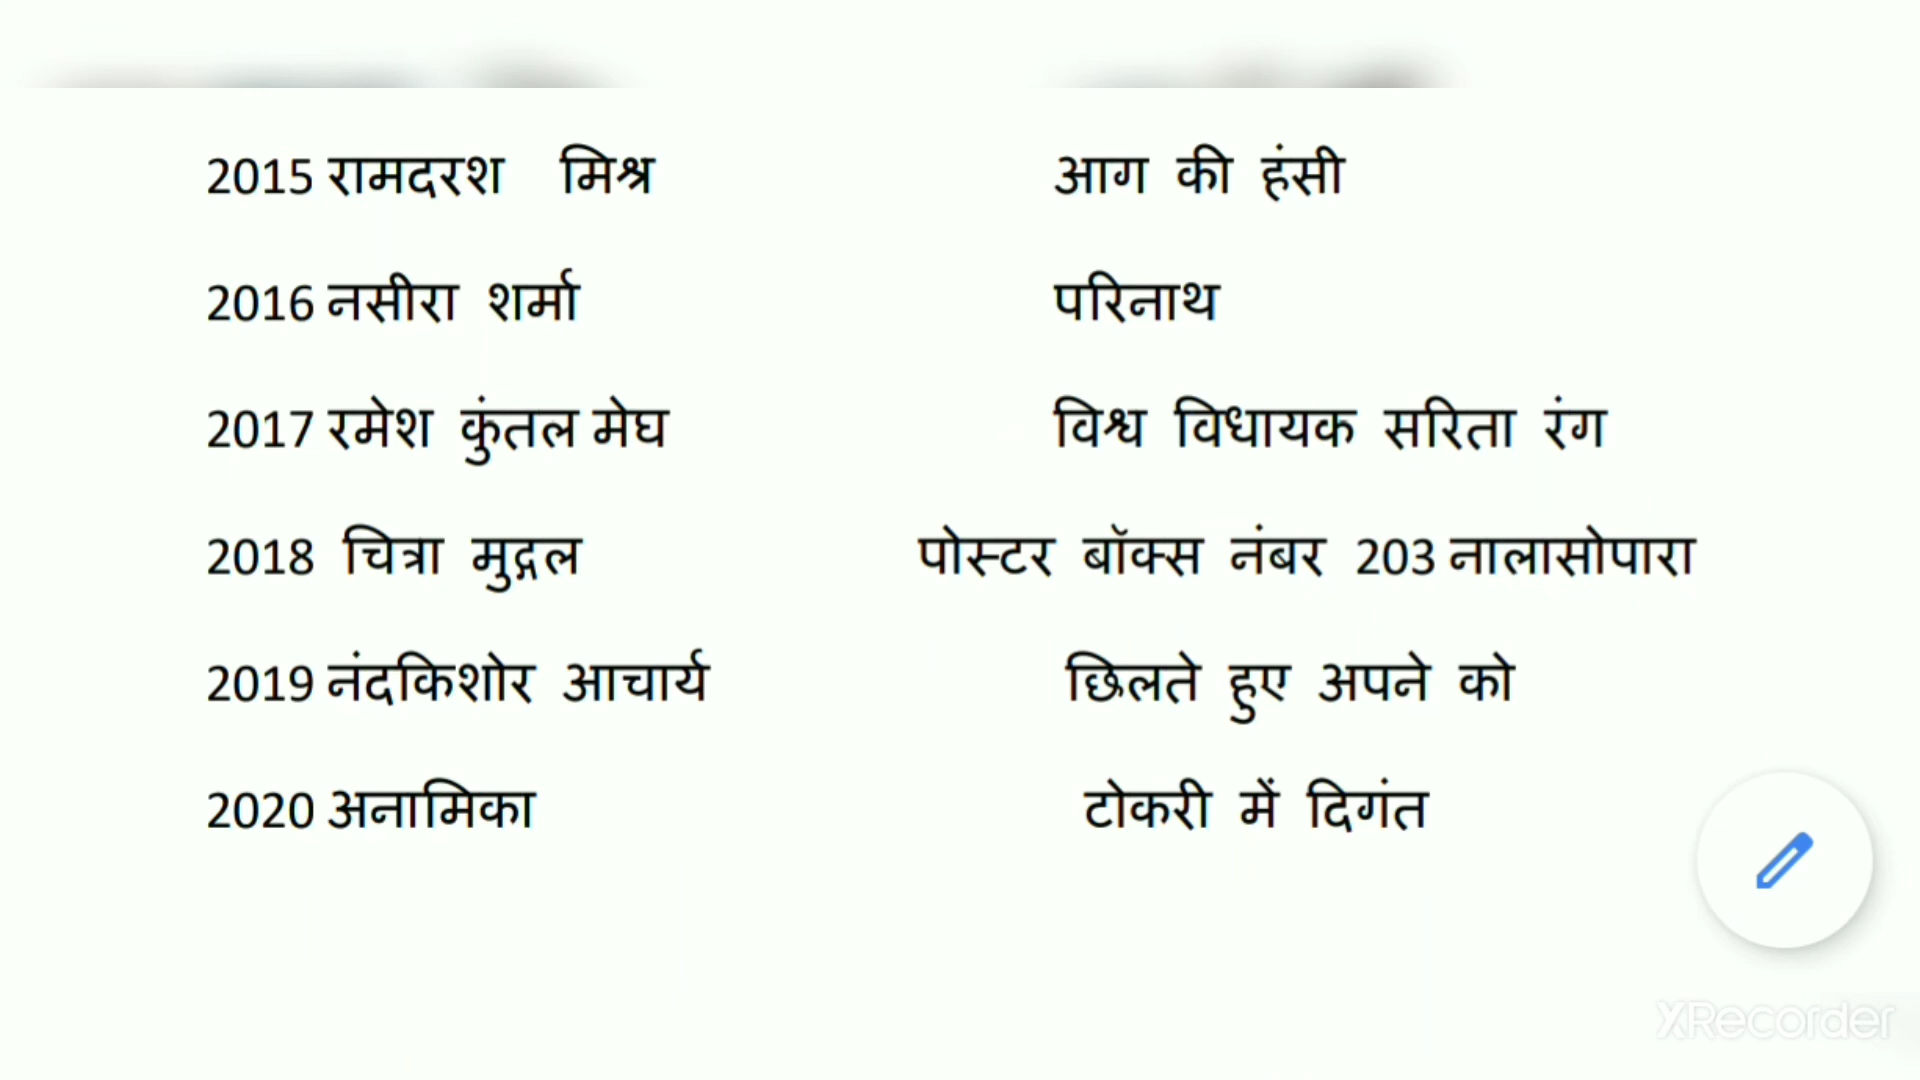 2015 रामदरश मिश्र आग की हंसी
2016 नसीरा शर्मा परिनाथ
2017 रमेश कुंतल मेघ विश्व विधायक सरिता रंग
2018 चित्रा मुद्गल पोस्टर बॉक्स नंबर 203 नालासोपारा
2019 नंदकिशोर आचार्य छिलते हुए अपने को
2020 अनामिका टोकरी में दिगंत
XRecorder